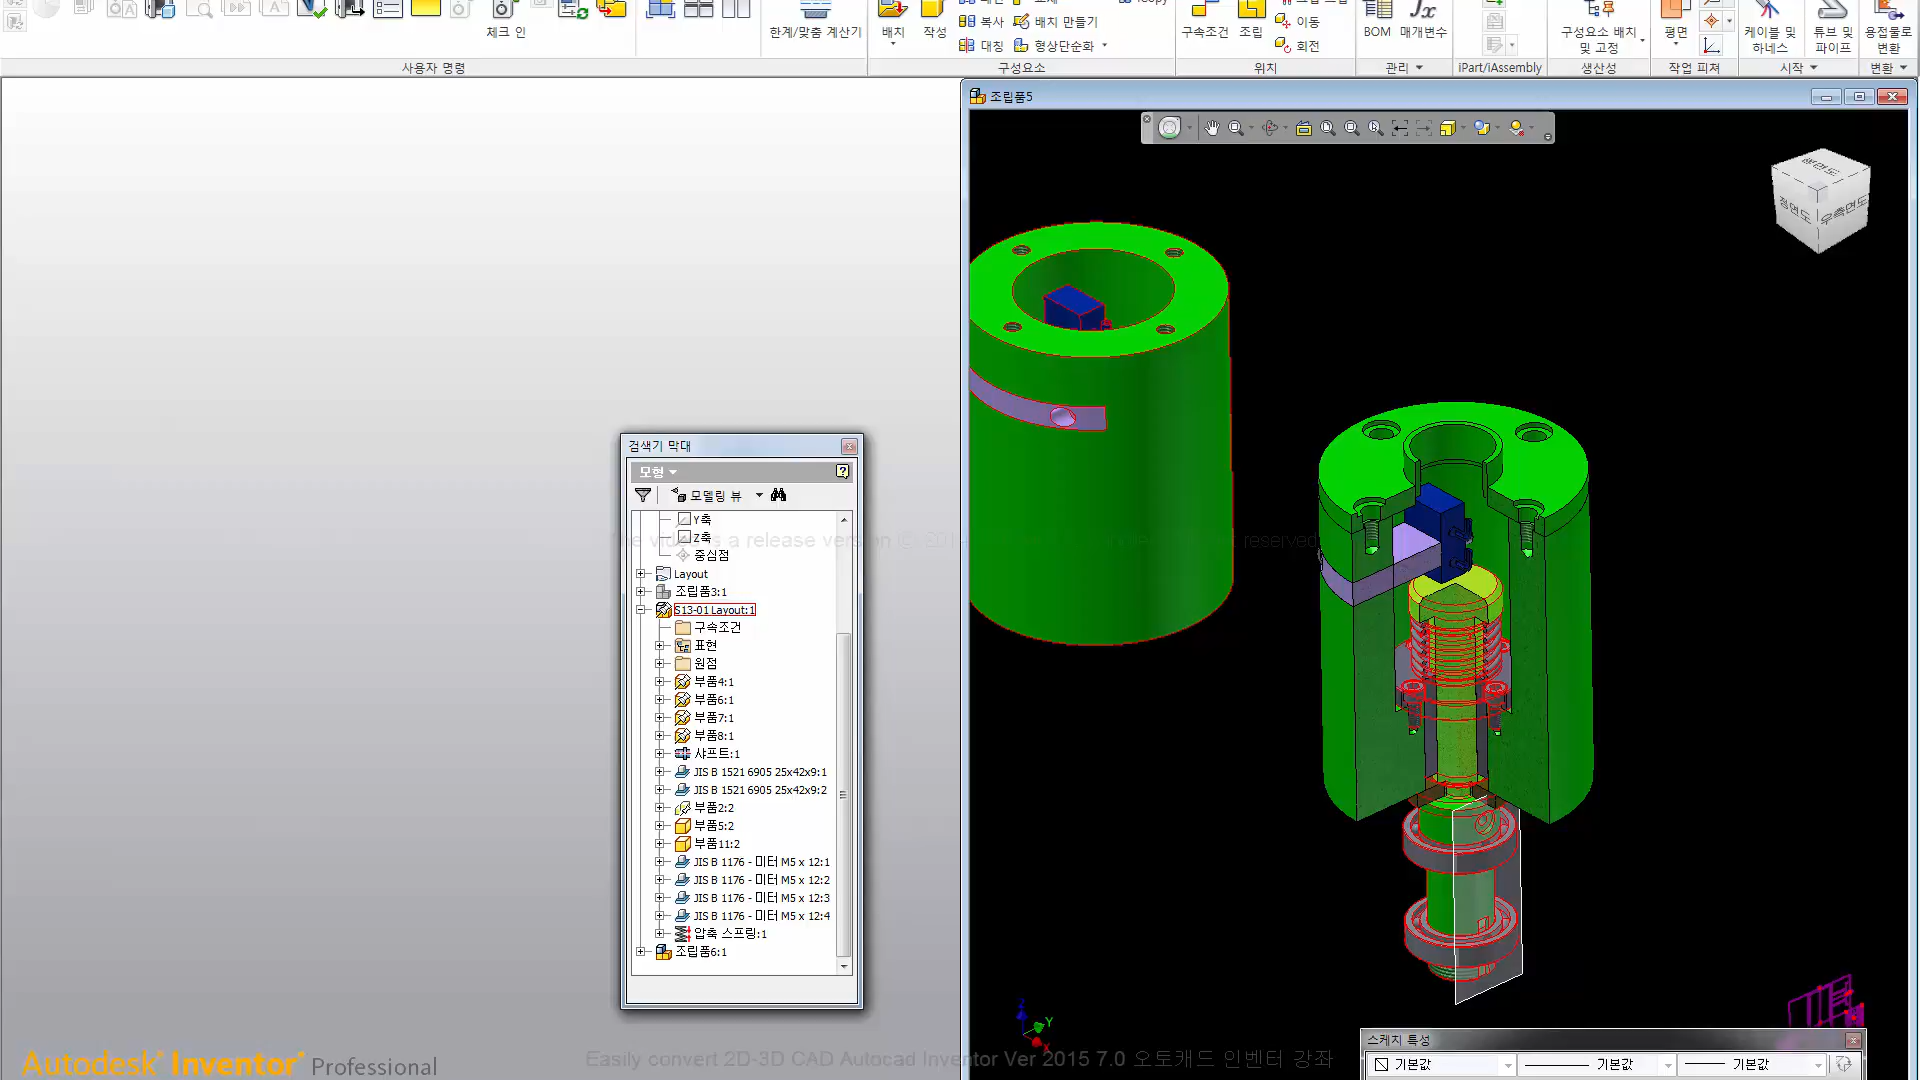 체크 인
한계/맞춤 계산기
배치
작성
복사
배치 만들기
대칭
형상단순화
구속조건
조립
이동
회전
BOM
매개변수
구성요소 배치
및 고정
평면
케이블 및
하네스
튜브 및
파이프
용접물로
변환
사용자 명령
구성요소
위치
관리
iPart/iAssembly
생산성
작업 피쳐
시작
변환
조립품5
정면도
우측면도
검색기 막대
모형
모델링 뷰
Y축
Z축
중심점
Layout
조립품3:1
S13-01 Layout:1
구속조건
표현
원점
부품4:1
부품6:1
부품7:1
부품8:1
샤프트:1
JIS B 1521 6905 25x42x9:1
JIS B 1521 6905 25x42x9:2
부품2:2
부품5:2
부품11:2
JIS B 1176 - 미터 M5 x 12:1
JIS B 1176 - 미터 M5 x 12:2
JIS B 1176 - 미터 M5 x 12:3
JIS B 1176 - 미터 M5 x 12:4
압축 스프링:1
조립품6:1
is a release version
reserved
Z
Y
X
스케치 특성
기본값
기본값
기본값
Autodesk® Inventor® Professional
Easily convert 2D-3D CAD Autocad Inventor Ver 2015 7.0 오토캐드 인벤터 강좌